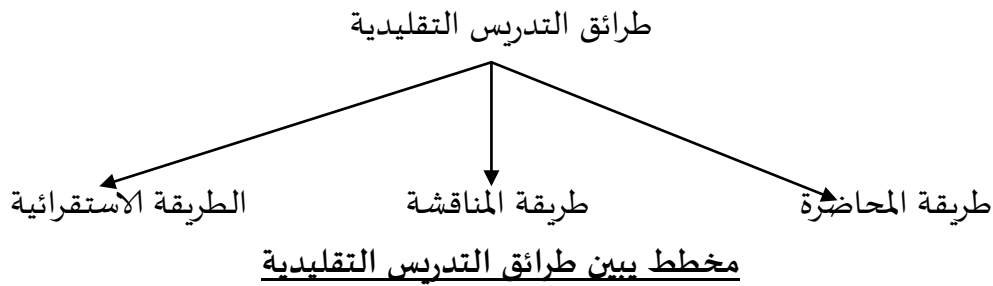 طرائق التدريس التقليدية
طريقة المحاضرة طريقة المناقشة الطريقة الاستقرائية
مخطط يبين طرائق التدريس التقليدية